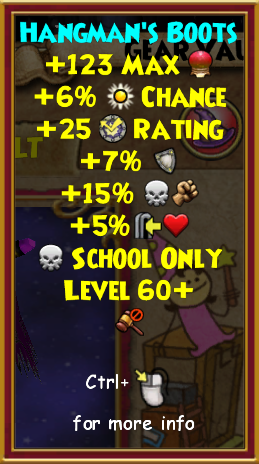 Hangman's Boots
+123 Max
+6% Chance
+25 Rating
+7%
+15%
+5%
School Only
Level 60+
Ctrl+
for more info